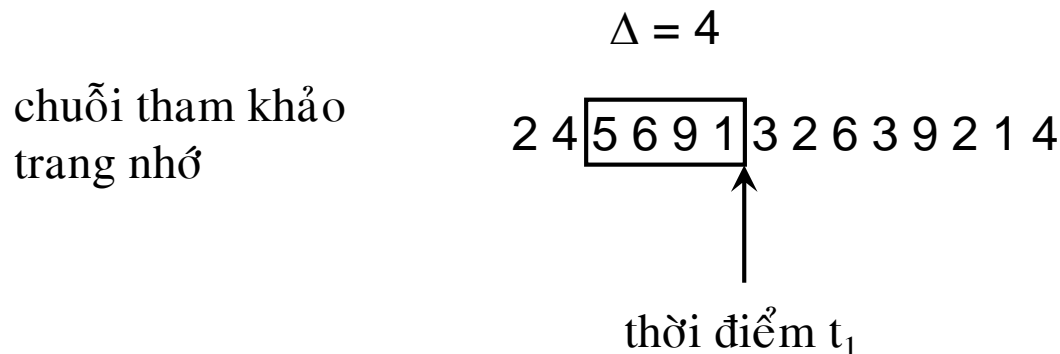 Δ = 4
chuỗi tham khảo
trang nhớ
2 4 5 6 9 1 3 2 6 3 9 2 1 4
thời điểm t₁